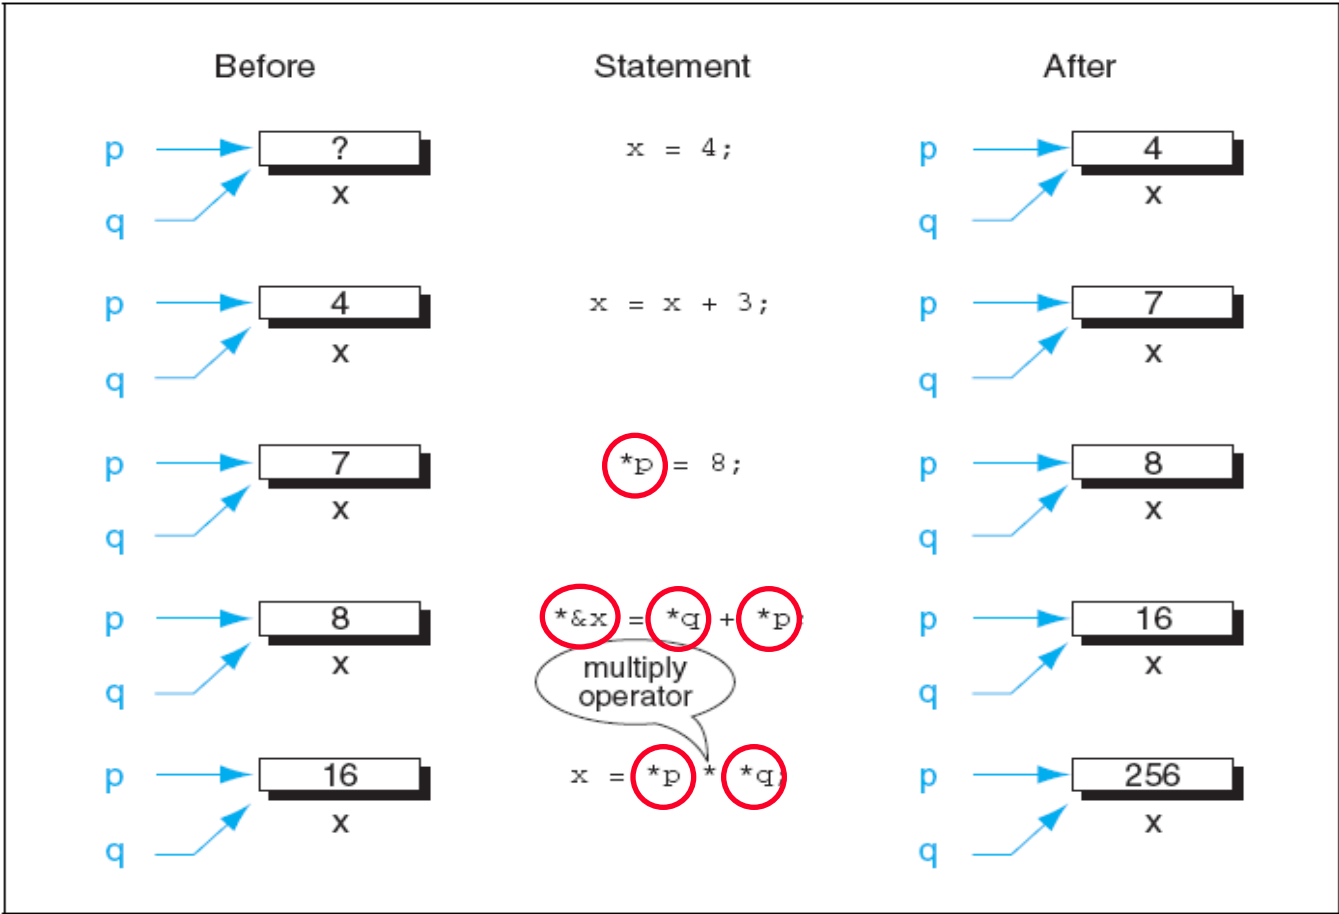 Before Statement After
p ? x = 4; p 4
x x
q q
p 4 x = x + 3; p 7
x x
q q
p 7 *p = 8; p 8
x x
q q
p 8 *&x = *q + *p; p 16
x multiply x
q operator q
p 16 x = *p * *q; p 256
x x
q q